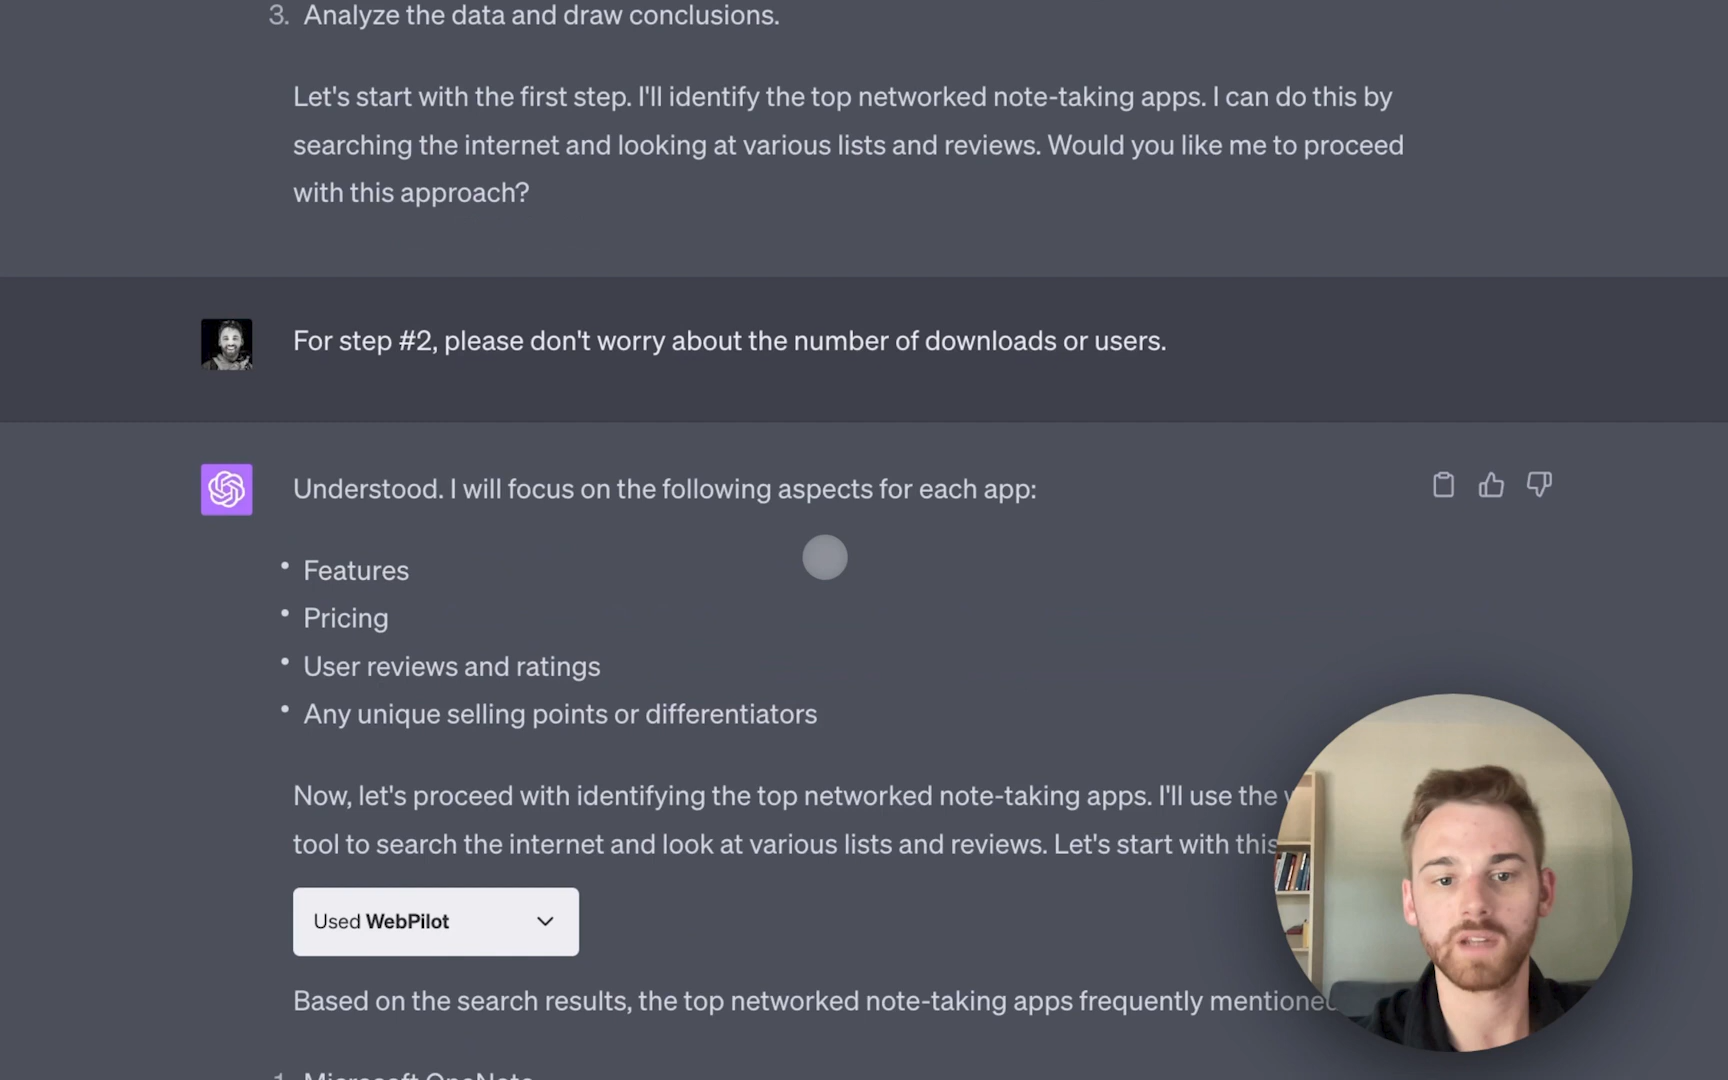 3. Analyze the data and draw conclusions.
Let's start with the first step. I'll identify the top networked note-taking apps. I can do this by
searching the internet and looking at various lists and reviews. Would you like me to proceed
with this approach?
For step #2, please don't worry about the number of downloads or users.
Understood. I will focus on the following aspects for each app:
• Features
• Pricing
• User reviews and ratings
• Any unique selling points or differentiators
Now, let's proceed with identifying the top networked note-taking apps. I'll use the
tool to search the internet and look at various lists and reviews. Let's start with this
Used WebPilot
Based on the search results, the top networked note-taking apps frequently mentioned
1. Microsoft OneNote